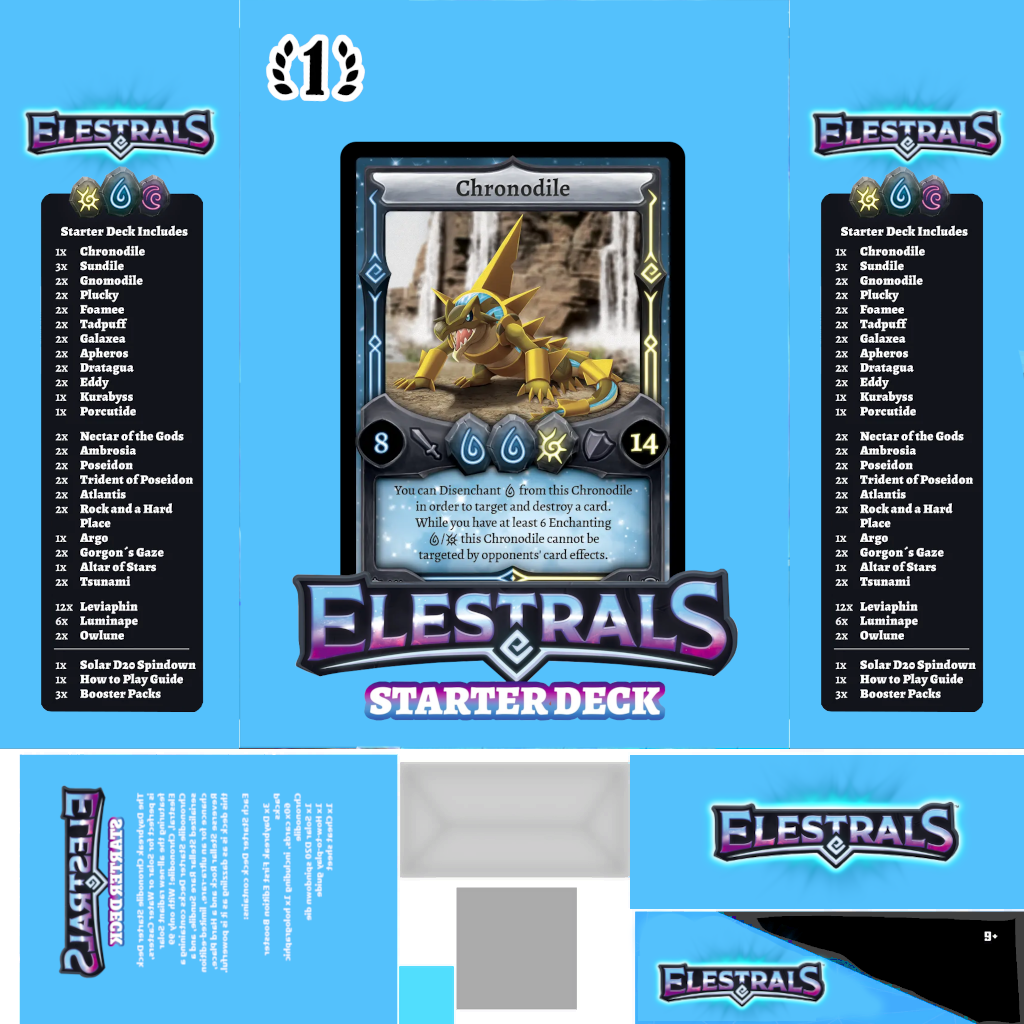 1
ELESTRALS
Starter Deck Includes
1x Chronodile
3x Sundile
2x Gnomodile
2x Plucky
2x Foamee
2x Tadpuff
2x Galaxea
2x Apheros
2x Dratagua
2x Eddy
1x Kurabyss
1x Porcutide
2x Nectar of the Gods
2x Ambrosia
2x Poseidon
2x Trident of Poseidon
2x Atlantis
2x Rock and a Hard
Place
1x Argo
2x Gorgon´s Gaze
1x Altar of Stars
2x Tsunami
12x Leviaphin
6x Luminape
2x Owlune
1x Solar D20 Spindown
1x How to Play Guide
3x Booster Packs
Chronodile
8
14
You can Disenchant from this Chronodile
in order to target and destroy a card.
While you have at least 6 Enchanting
/ this Chronodile cannot be
targeted by opponents' card effects.
ELESTRALS
STARTER DECK
ELESTRALS
Starter Deck Includes
1x Chronodile
3x Sundile
2x Gnomodile
2x Plucky
2x Foamee
2x Tadpuff
2x Galaxea
2x Apheros
2x Dratagua
2x Eddy
1x Kurabyss
1x Porcutide
2x Nectar of the Gods
2x Ambrosia
2x Poseidon
2x Trident of Poseidon
2x Atlantis
2x Rock and a Hard
Place
1x Argo
2x Gorgon´s Gaze
1x Altar of Stars
2x Tsunami
12x Leviaphin
6x Luminape
2x Owlune
1x Solar D20 Spindown
1x How to Play Guide
3x Booster Packs
ELESTRALS
STARTER DECK
Each Starter Deck contains:
ELESTRALS
9+
ELESTRALS